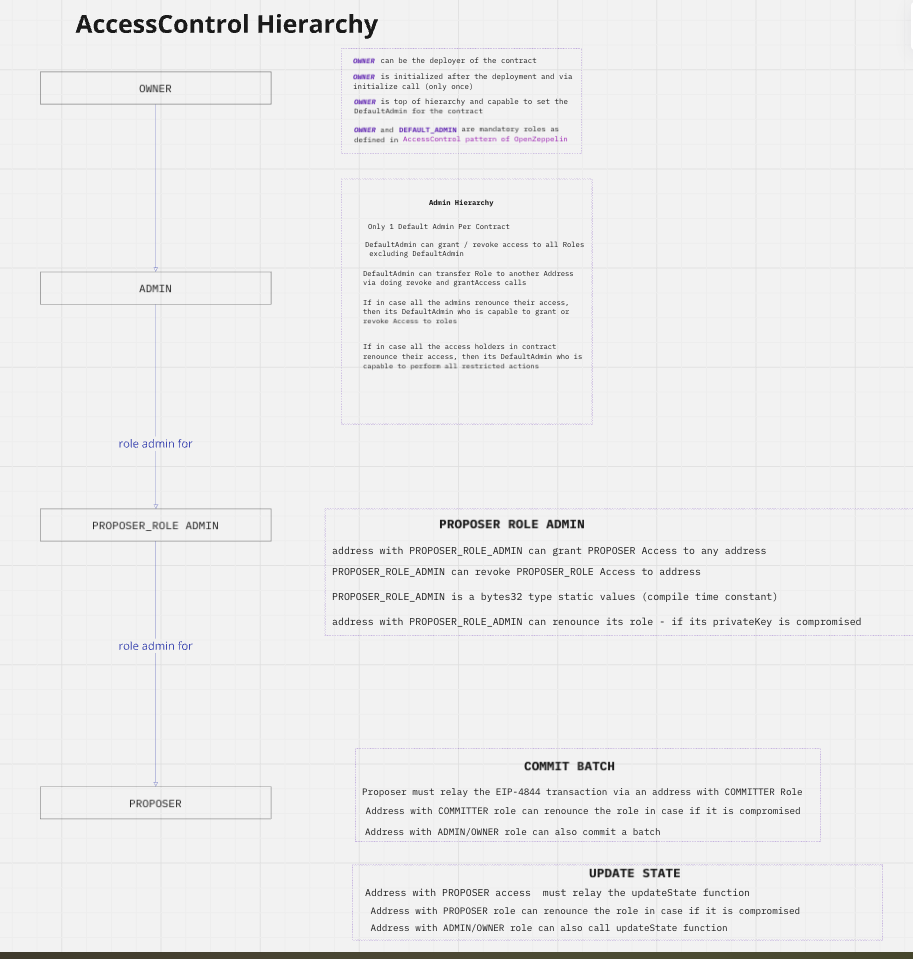 AccessControl Hierarchy
OWNER
OWNER can be the deployer of the contract
OWNER is initialized after the deployment and via
initialize call (only once)
OWNER is top of hierarchy and capable to set the
DefaultAdmin for the contract
OWNER and DEFAULT_ADMIN are mandatory roles as
defined in AccessControl pattern of OpenZeppelin
Admin Hierarchy
Only 1 Default Admin Per Contract
DefaultAdmin can grant / revoke access to all Roles
excluding DefaultAdmin
ADMIN
DefaultAdmin can transfer Role to another Address
via doing revoke and grantAccess calls
If in case all the admins renounce their access,
then its DefaultAdmin who is capable to grant or
revoke Access to roles
If in case all the access holders in contract
renounce their access, then its DefaultAdmin who is
capable to perform all restricted actions
role admin for
PROPOSER_ROLE ADMIN
PROPOSER ROLE ADMIN
address with PROPOSER_ROLE_ADMIN can grant PROPOSER Access to any address
PROPOSER_ROLE_ADMIN can revoke PROPOSER_ROLE Access to address
PROPOSER_ROLE_ADMIN is a bytes32 type static values (compile time constant)
address with PROPOSER_ROLE_ADMIN can renounce its role - if its privateKey is compromised
role admin for
PROPOSER
COMMIT BATCH
Proposer must relay the EIP-4844 transaction via an address with COMMITTER Role
Address with COMMITTER role can renounce the role in case if it is compromised
Address with ADMIN/OWNER role can also commit a batch
UPDATE STATE
Address with PROPOSER access must relay the updateState function
Address with PROPOSER role can renounce the role in case if it is compromised
Address with ADMIN/OWNER role can also call updateState function